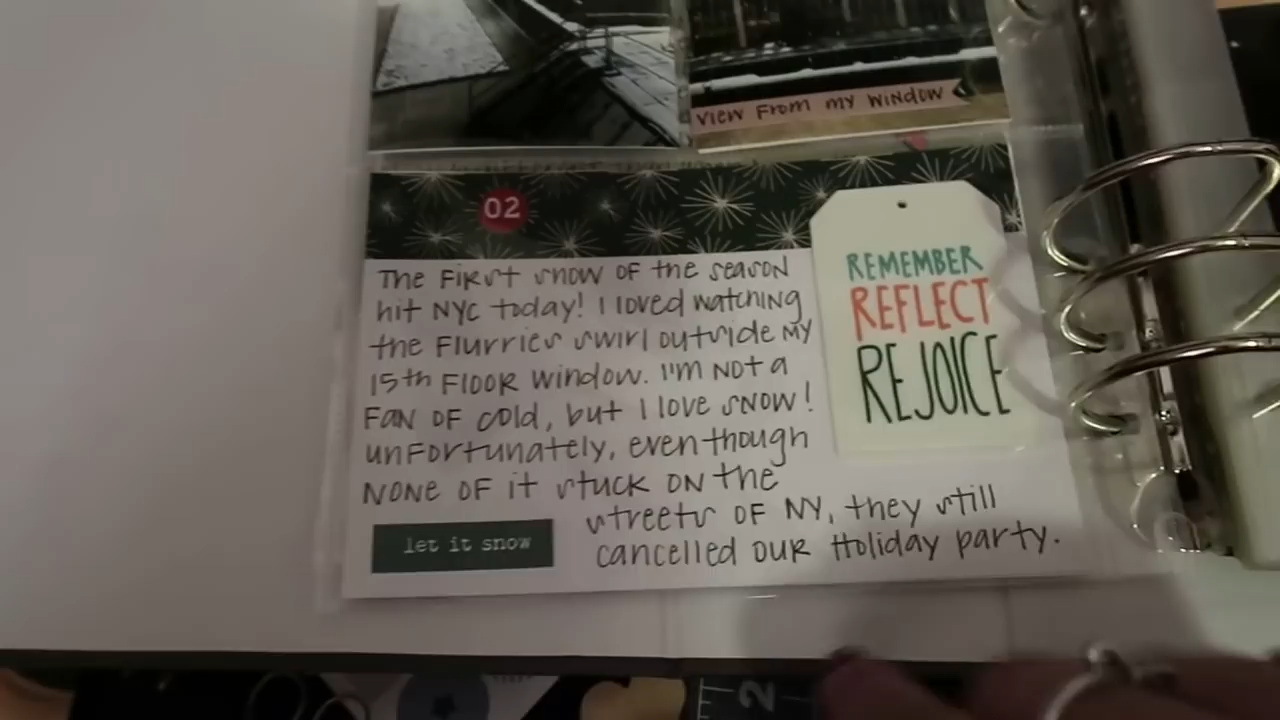 VIEW FROM MY WINDOW
02
THE FIRST SNOW OF THE SEASON
hit NYC today! I loved watching
the Flurries swirl outside MY
15th FLOOR WINDOW. I'M NOT a
FAN OF COLD, but I love SNOW!
unFortunately, even though
NONE OF it stuck ON the
streets OF NY, they still
cancelled OUR Holiday party.
REMEMBER
REFLECT
REJOICE
let it snow
2